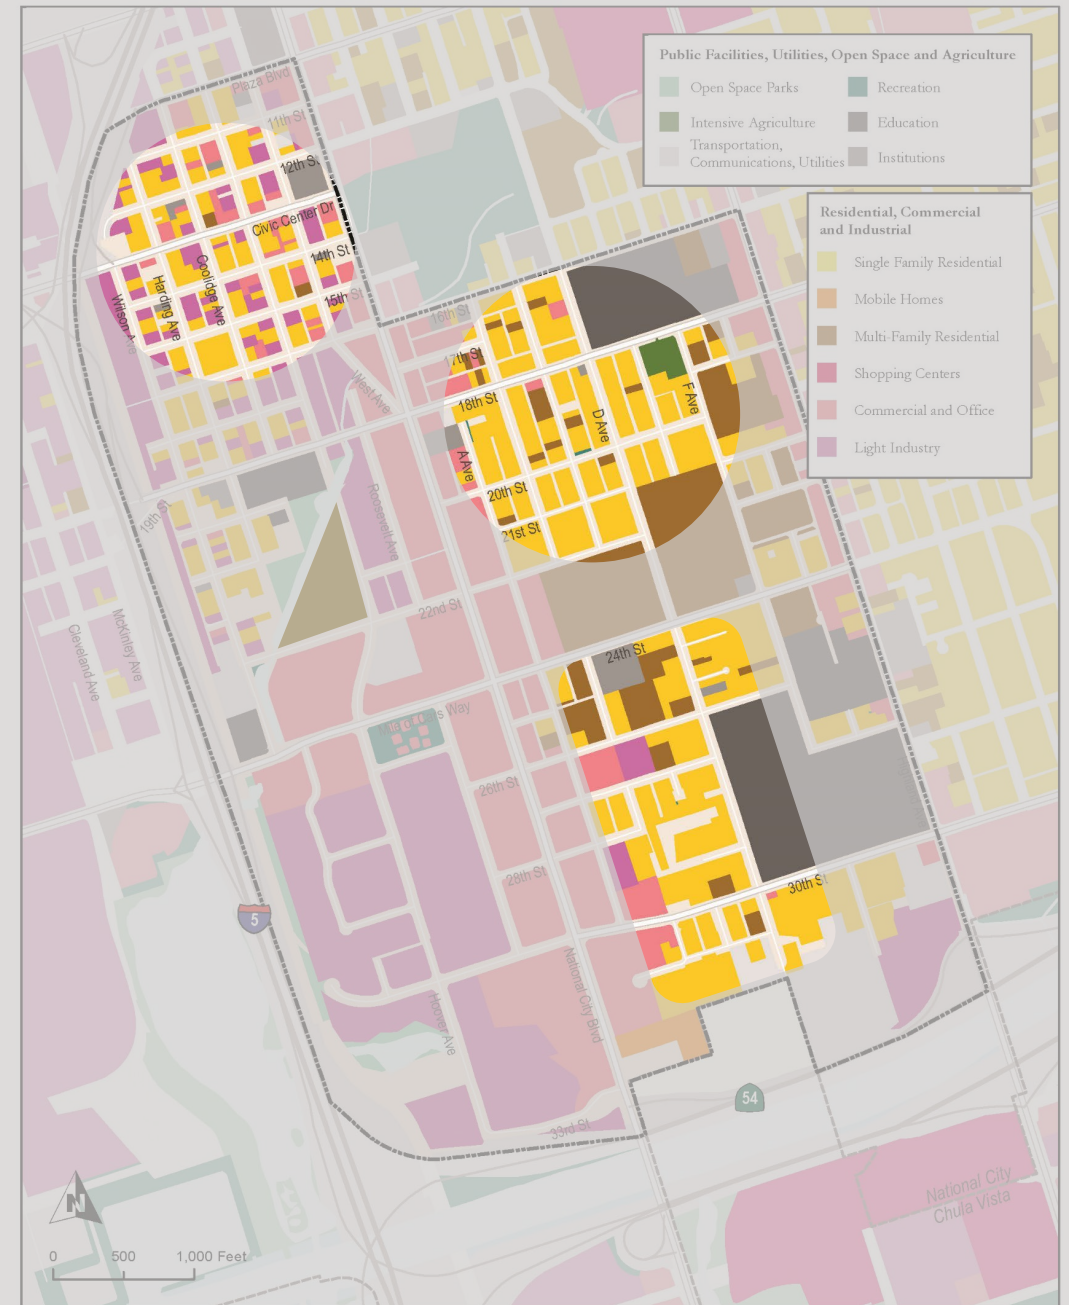 Public Facilities, Utilities, Open Space and Agriculture
Open Space Parks
Recreation
Intensive Agriculture
Education
Transportation,
Communications, Utilities
Institutions
Residential, Commercial
and Industrial
Single Family Residential
Mobile Homes
Multi-Family Residential
Shopping Centers
Commercial and Office
Light Industry
Plaza Blvd
11th St
12th St
Civic Center Dr
14th St
15th St
Coolidge Ave
Harding Ave
16th St
17th St
18th St
West Ave
F Ave
D Ave
A Ave
20th St
21st St
19th St
Roosevelt Ave
22nd St
McKinley Ave
Cleveland Ave
24th St
26th St
28th St
30th St
5
National City Blvd
Hoover Ave
54
33rd St
National City
Chula Vista
N
0 500 1,000 Feet